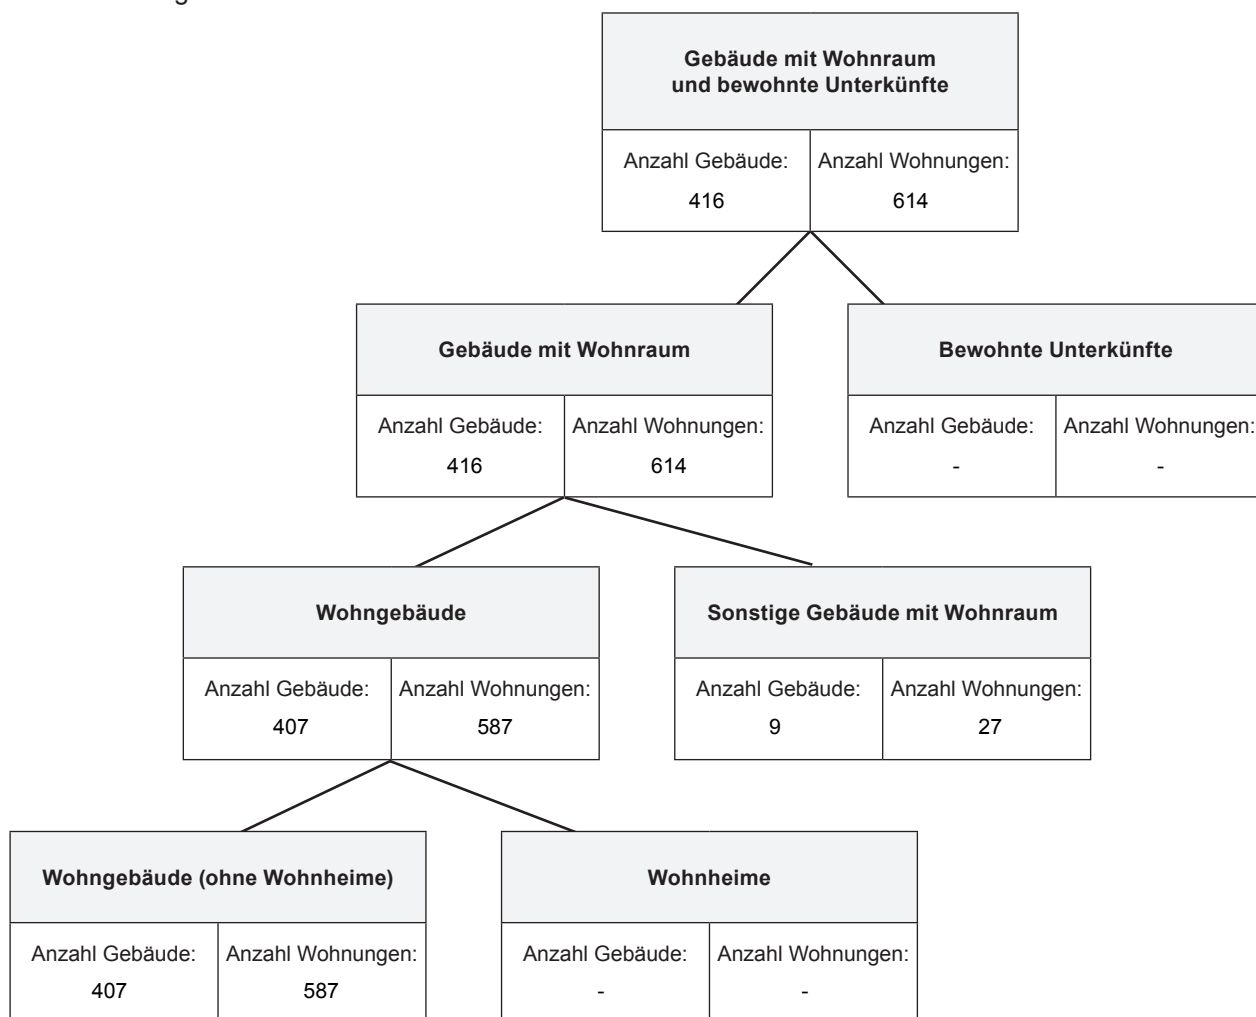 Gebäude mit Wohnraum
und bewohnte Unterkünfte
Anzahl Gebäude: Anzahl Wohnungen:
416 614
Gebäude mit Wohnraum Bewohnte Unterkünfte
Anzahl Gebäude: Anzahl Wohnungen: Anzahl Gebäude: Anzahl Wohnungen:
416 614 - -
Wohngebäude Sonstige Gebäude mit Wohnraum
Anzahl Gebäude: Anzahl Wohnungen: Anzahl Gebäude: Anzahl Wohnungen:
407 587 9 27
Wohngebäude (ohne Wohnheime) Wohnheime
Anzahl Gebäude: Anzahl Wohnungen: Anzahl Gebäude: Anzahl Wohnungen:
407 587 - -